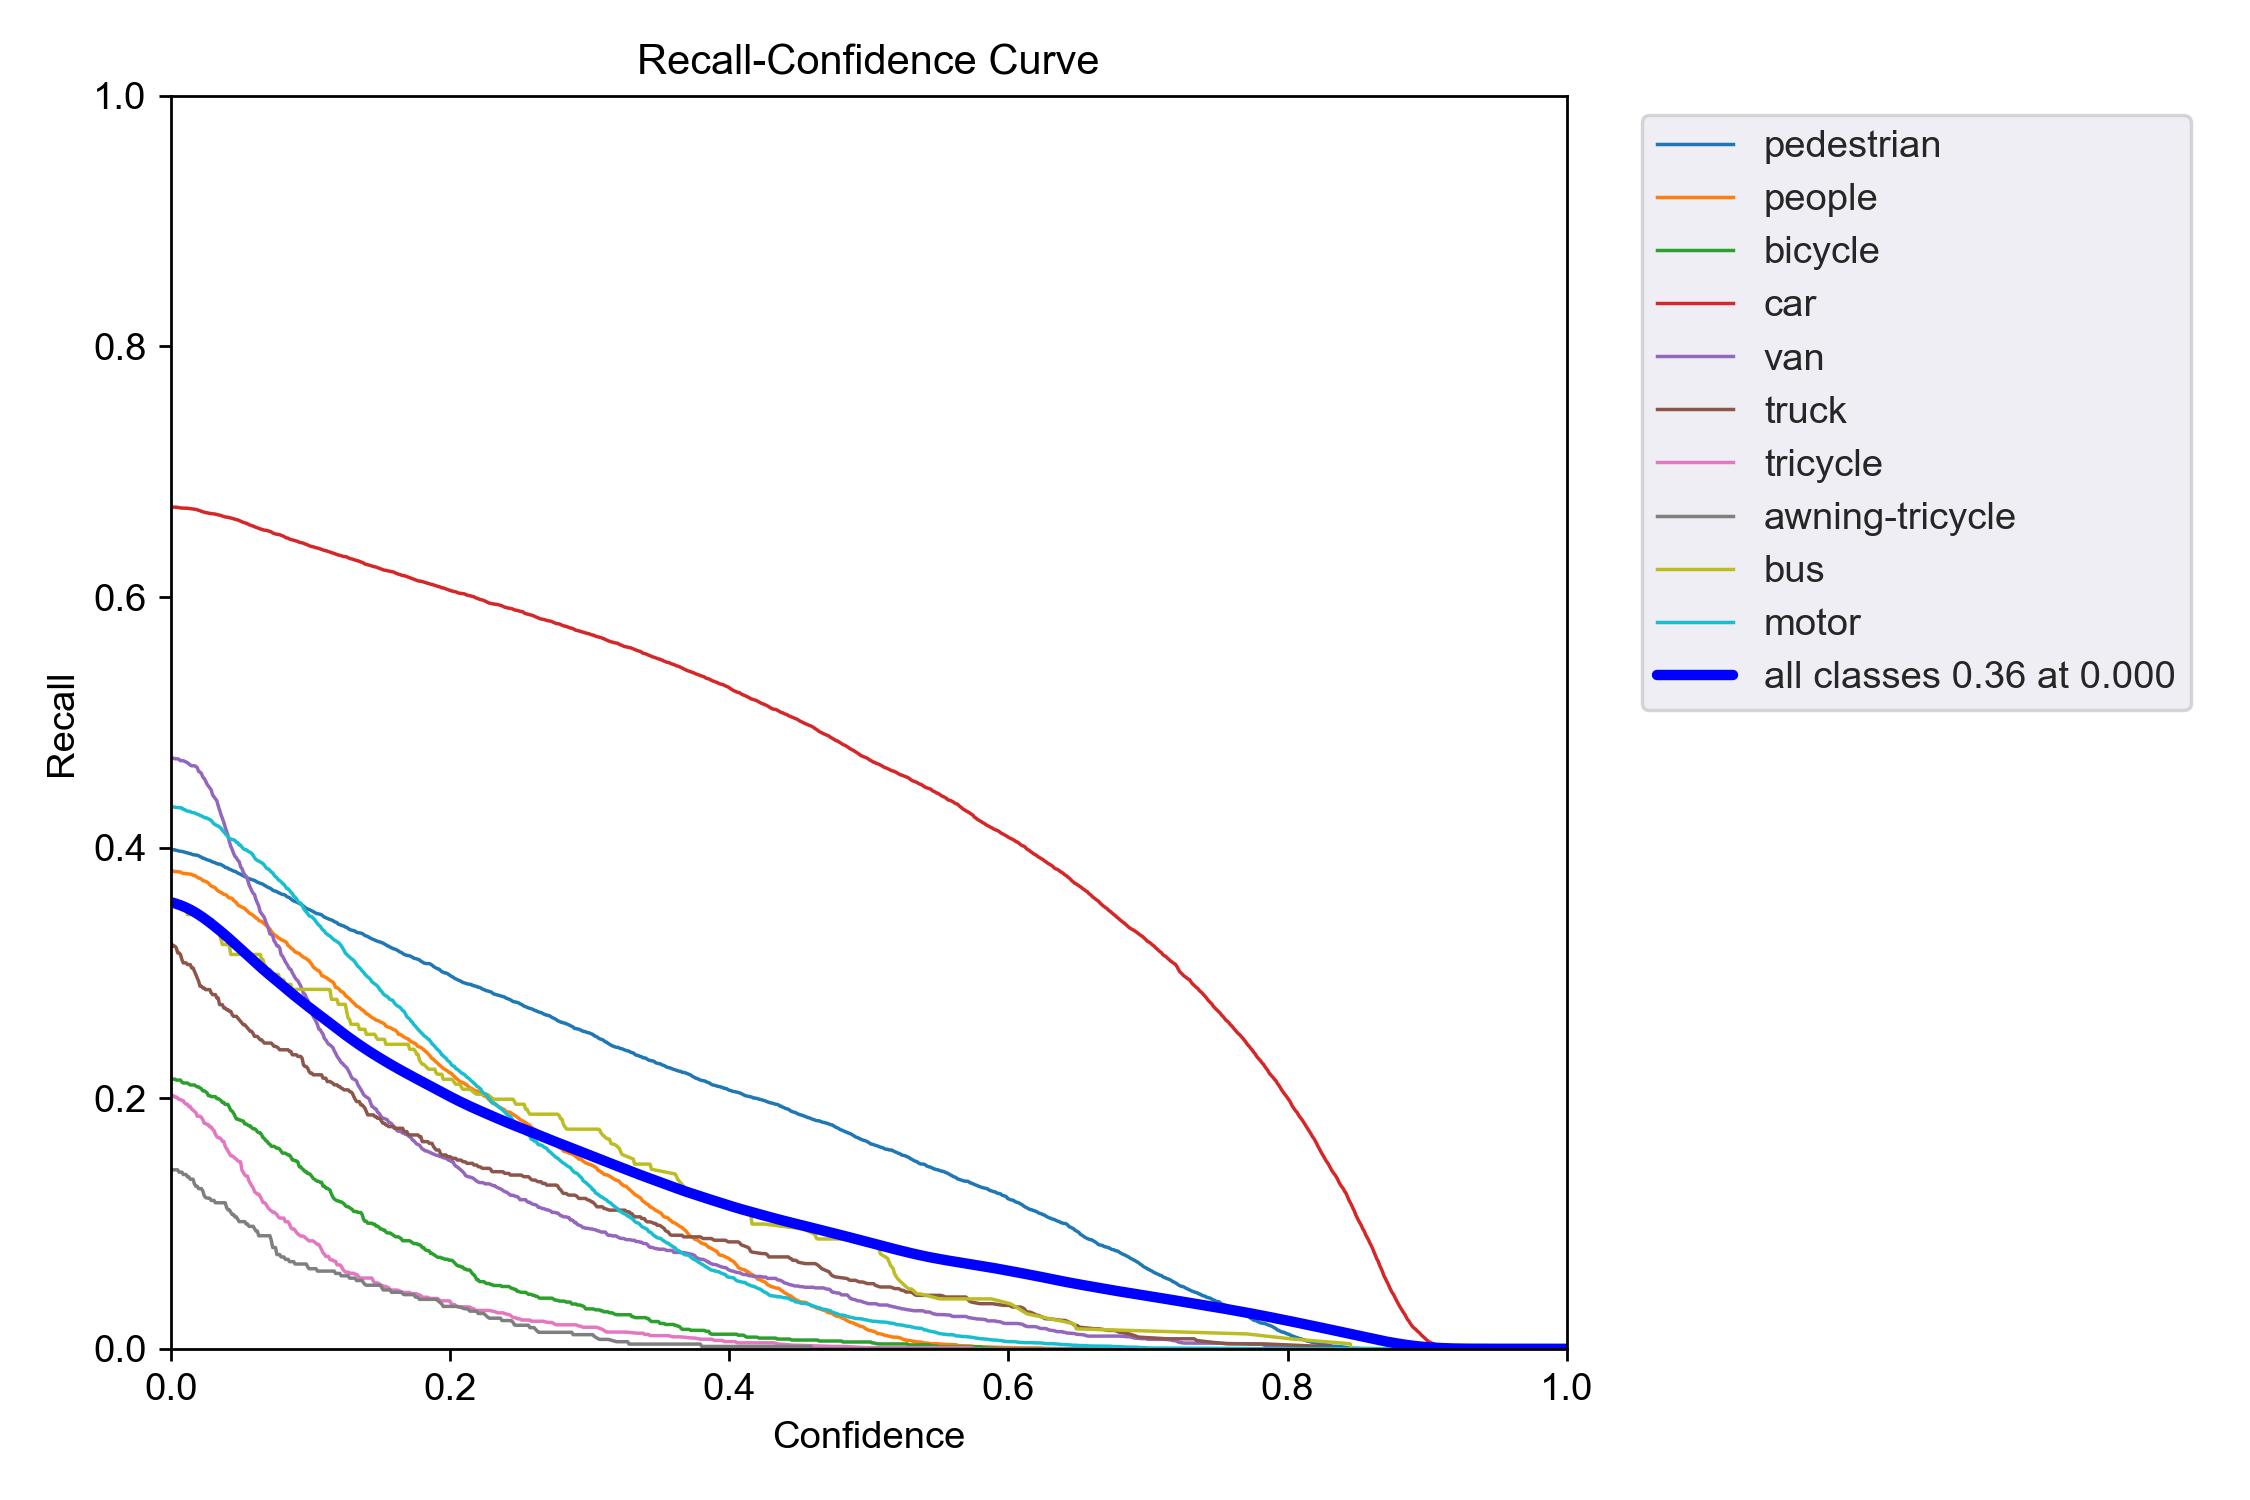 Recall-Confidence Curve
1.0
0.8
0.6
0.4
0.2
0.0
Recall
0.0 0.2 0.4 0.6 0.8 1.0
Confidence
pedestrian
people
bicycle
car
van
truck
tricycle
awning-tricycle
bus
motor
all classes 0.36 at 0.000